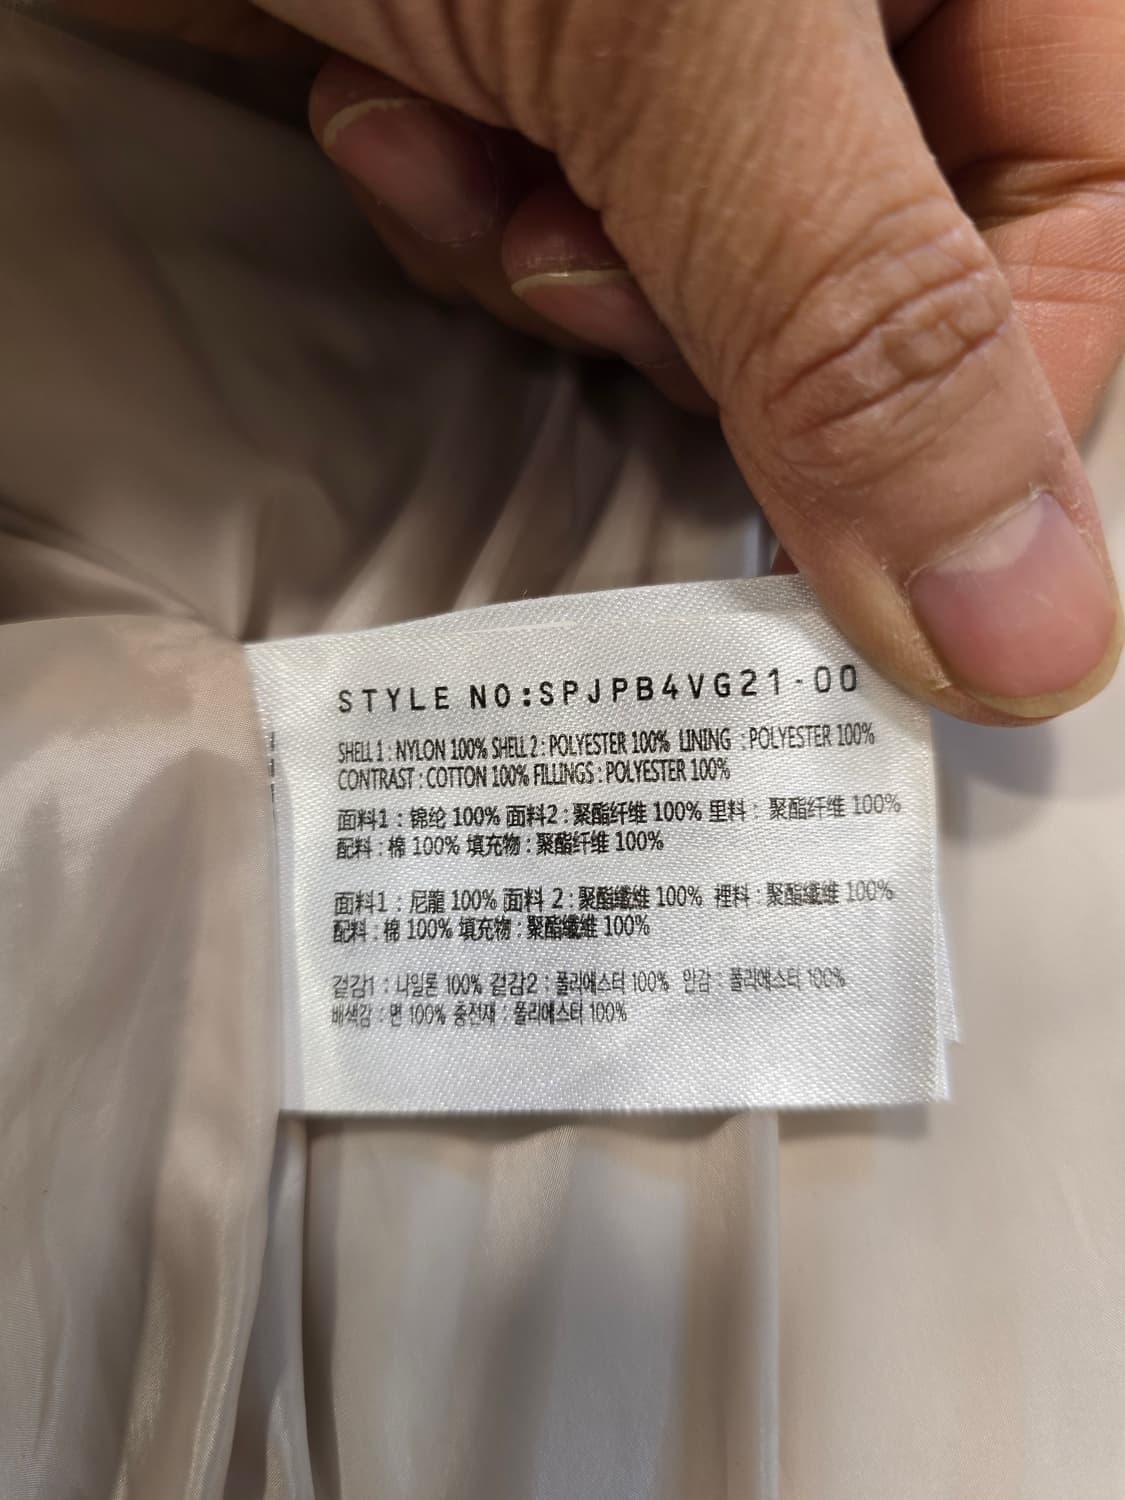 STYLE NO:SPJPB4VG21-00
SHELL 1 : NYLON 100% SHELL 2 : POLYESTER 100% LINING : POLYESTER 100%
CONTRAST : COTTON 100% FILLINGS : POLYESTER 100%
面料1 : 锦纶 100% 面料2 : 聚酯纤维 100% 里料 : 聚酯纤维 100%
配料 : 棉 100% 填充物 : 聚酯纤维 100%
面料1 : 尼龍 100% 面料 2 : 聚酯纖維 100% 裡料 : 聚酯纖維 100%
配料 : 棉 100% 填充物 : 聚酯纖維 100%
겉감1 : 나일론 100% 겉감2 : 폴리에스터 100% 안감 : 폴리에스터 100%
배색감 : 면 100% 충전재 : 폴리에스터 100%